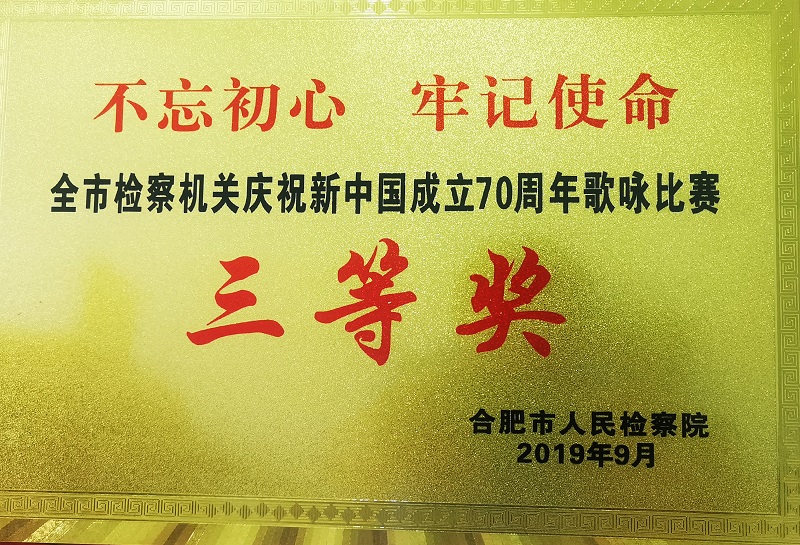 不忘初心 牢记使命
全市检察机关庆祝新中国成立70周年歌咏比赛
三等奖
合肥市人民检察院
2019年9月